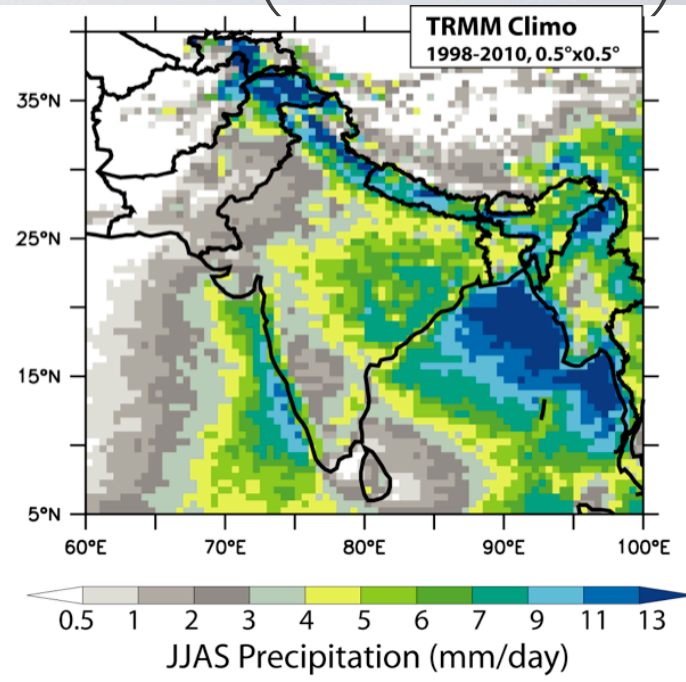 TRMM Climo
1998-2010, 0.5°x0.5°
35°N
25°N
15°N
5°N
60°E 70°E 80°E 90°E 100°E
0.5 1 2 3 4 5 6 7 9 11 13
JJAS Precipitation (mm/day)